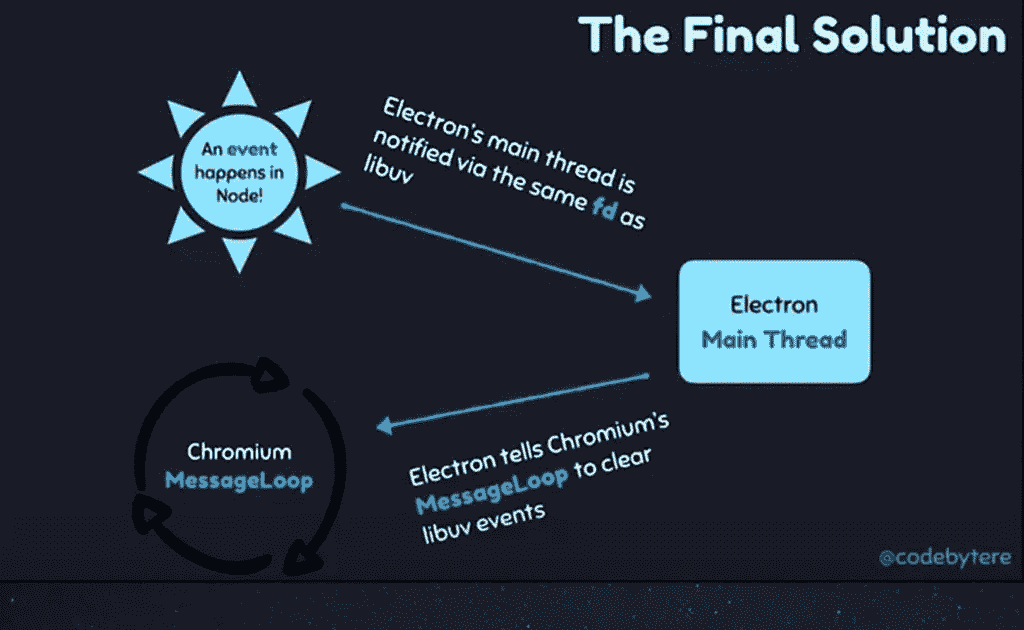 The Final Solution
An event
happens in
Node!
Electron's main thread is
notified via the same fd as
libuv
Electron
Main Thread
Electron tells Chromium's
MessageLoop to clear
libuv events
Chromium
MessageLoop
@codebytere